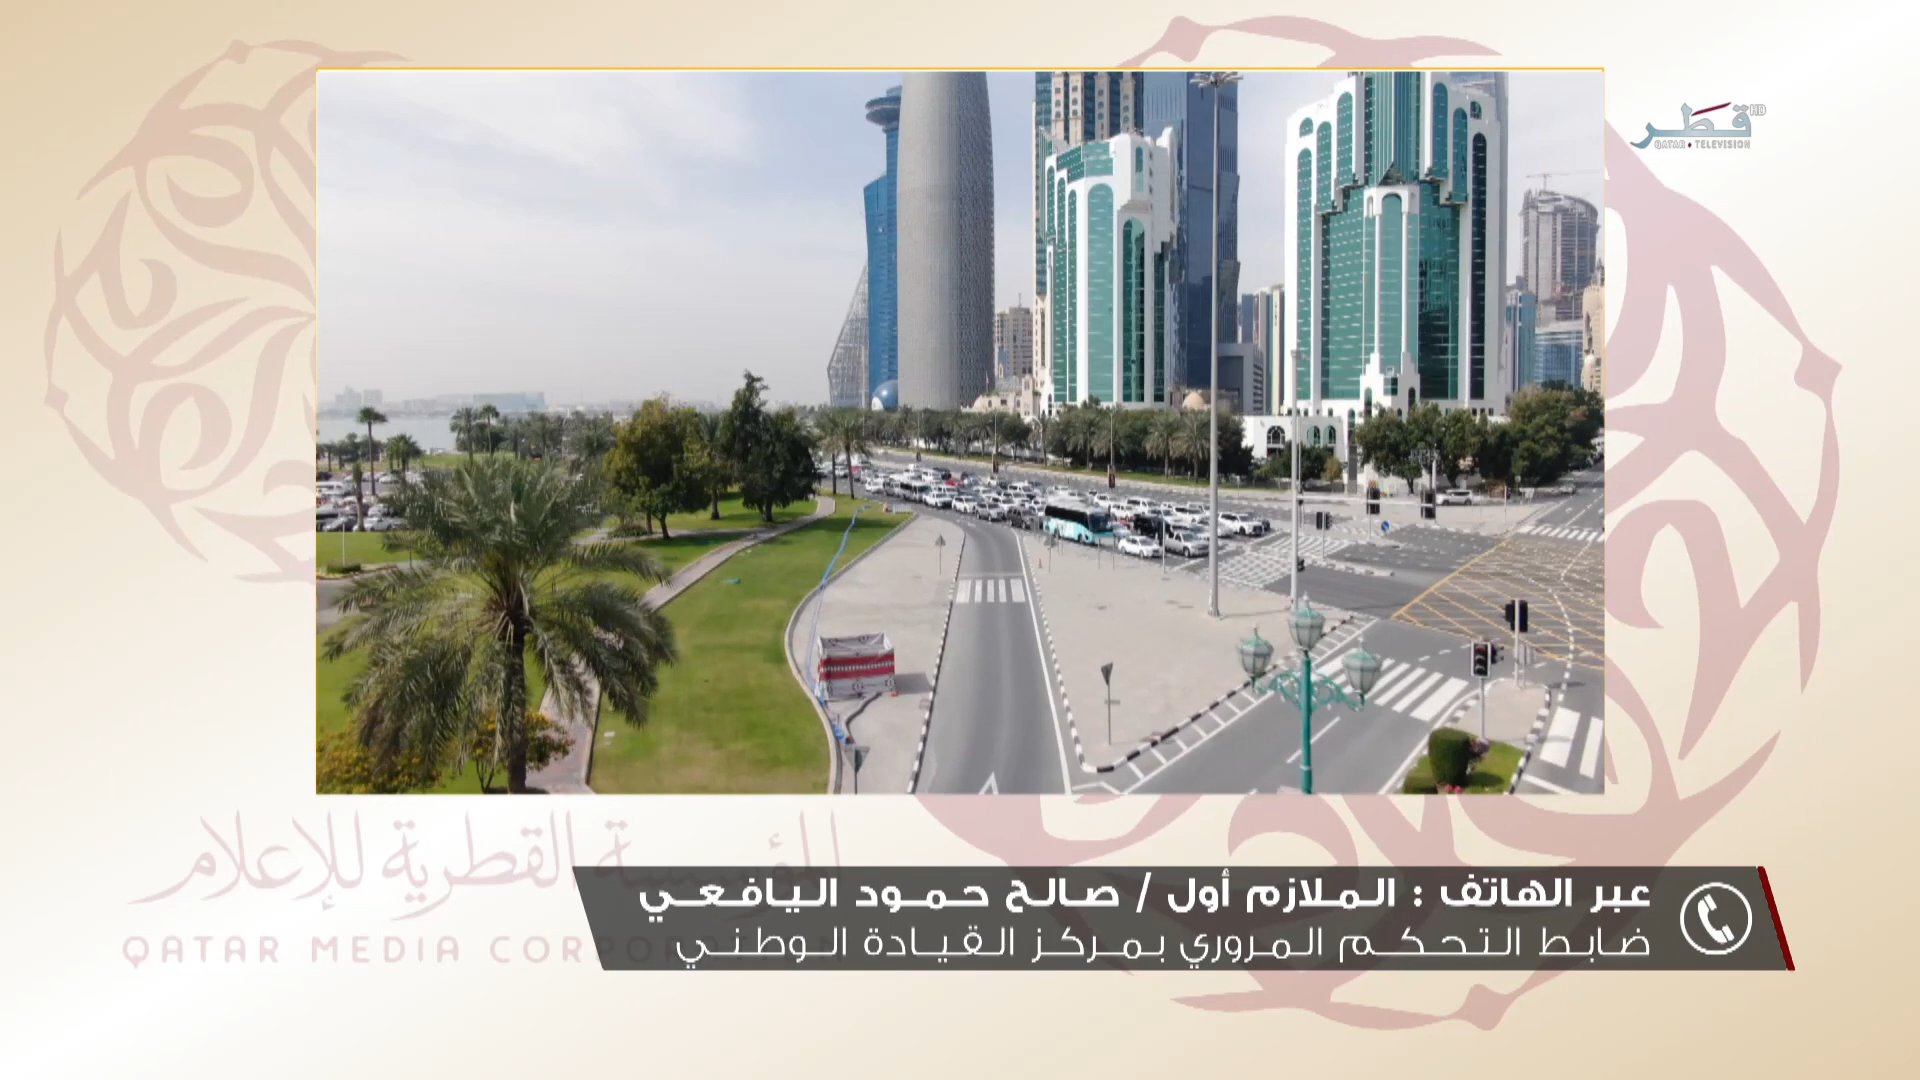 قطر HD
QATAR TELEVISION
المؤسسة القطرية للإعلام
QATAR MEDIA CORPORATION
عبر الهاتف : الملازم أول / صالح حمود اليافعي
ضابط التحكم المروري بمركز القيادة الوطني